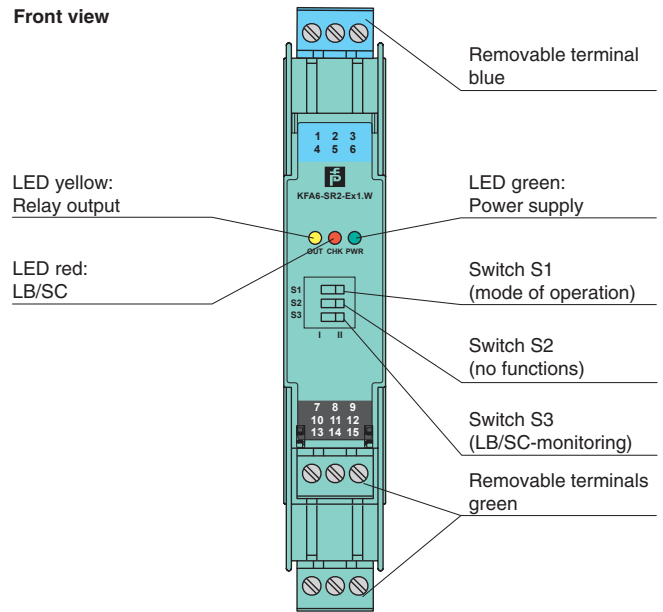 Front view
Removable terminal
blue
1 2 3
4 5 6
KFA6-SR2-Ex1.W
LED yellow:
Relay output
LED green:
Power supply
OUT CHK PWR
LED red:
LB/SC
Switch S1
(mode of operation)
S1
S2
S3
I II
Switch S2
(no functions)
Switch S3
(LB/SC-monitoring)
7 8 9
10 11 12
13 14 15
Removable terminals
green